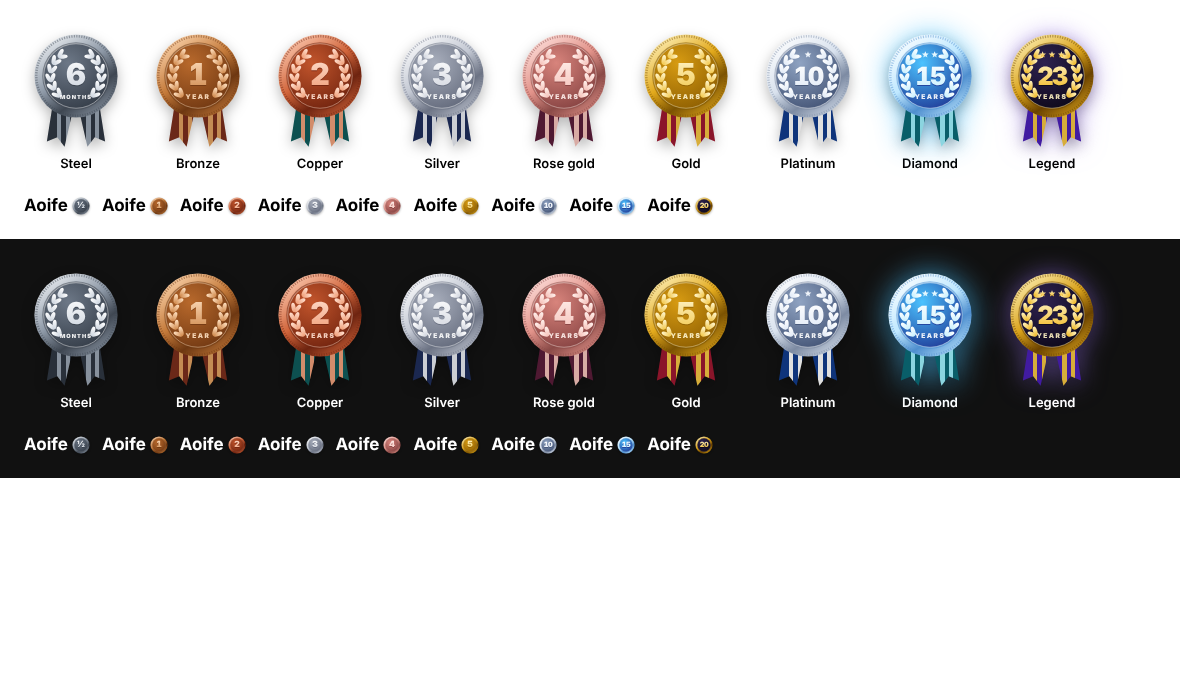 6 1 2 3 4 5 10 15 23
MONTHS YEAR YEARS YEARS YEARS YEARS YEARS YEARS YEARS
Steel Bronze Copper Silver Rose gold Gold Platinum Diamond Legend
Aoife ½ Aoife 1 Aoife 2 Aoife 3 Aoife 4 Aoife 5 Aoife 10 Aoife 15 Aoife 20
6 1 2 3 4 5 10 15 23
MONTHS YEAR YEARS YEARS YEARS YEARS YEARS YEARS YEARS
Steel Bronze Copper Silver Rose gold Gold Platinum Diamond Legend
Aoife ½ Aoife 1 Aoife 2 Aoife 3 Aoife 4 Aoife 5 Aoife 10 Aoife 15 Aoife 20